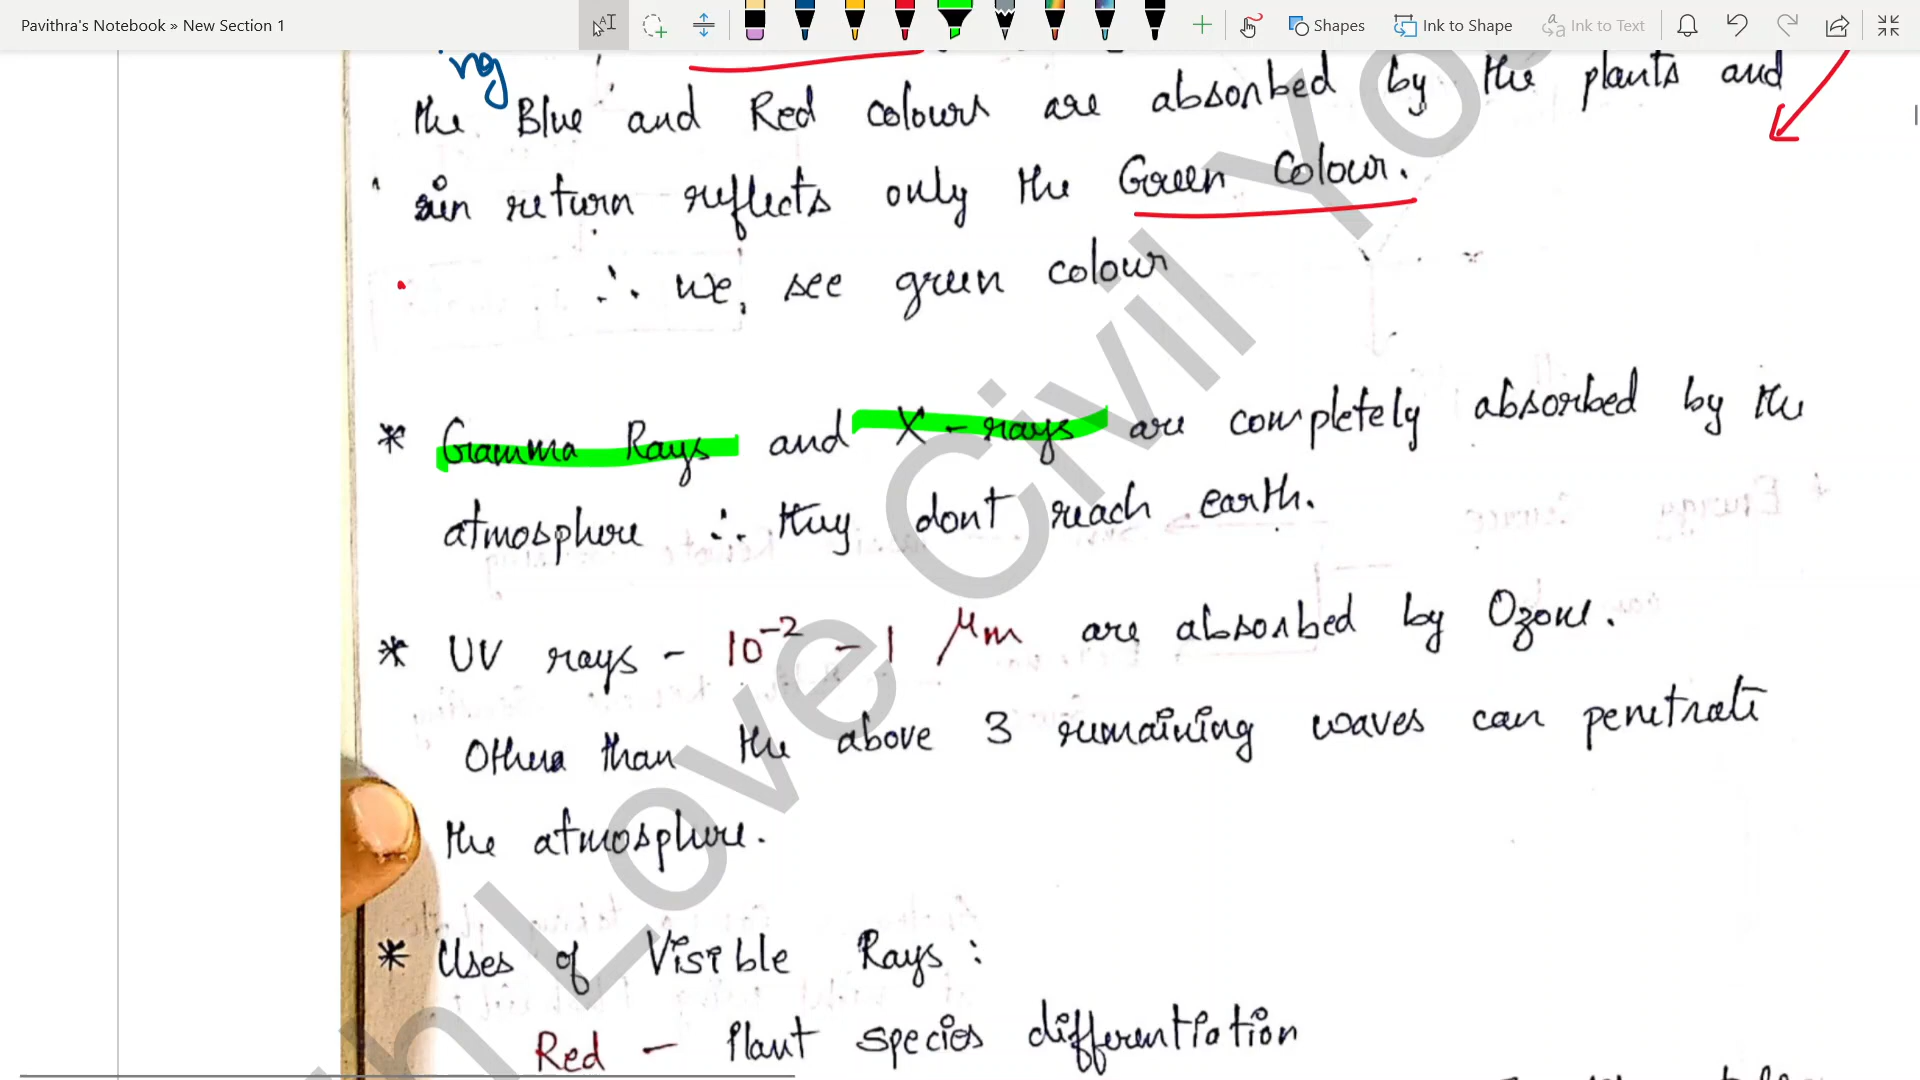 Pavithra's Notebook » New Section 1
Shapes Ink to Shape Ink to Text
ng
the Blue and Red colours are absorbed by the plants and
in return reflects only the Green Colour.
∴ we, see green colour
* Gamma Rays and X-rays are completely absorbed by the
atmosphere ∴ they dont reach earth.
* UV rays - 10⁻² - 1 μm are absorbed by Ozone.
Other than the above 3 remaining waves can penetrate
the atmosphere.
* Uses of Visible Rays :
Red - Plant species differentiation
in Love Civil